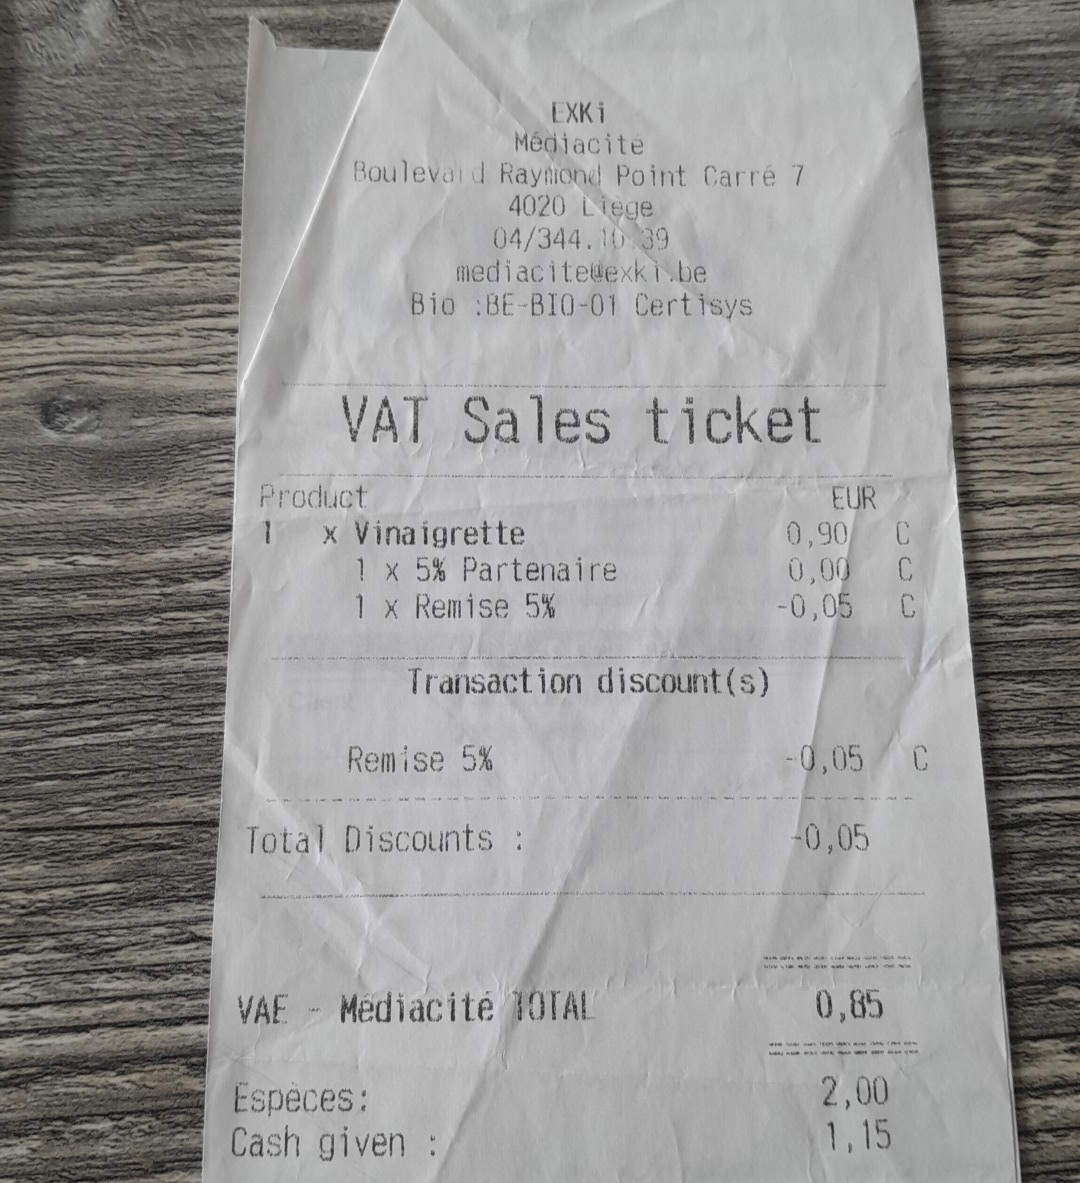 EXKi
Médiacité
Boulevard Raymond Point Carré 7
4020 Liège
04/344.10.39
mediacite@exki.be
Bio :BE-BIO-01 Certisys
VAT Sales ticket
Product EUR
1 x Vinaigrette 0,90 C
1 x 5% Partenaire 0,00 C
1 x Remise 5% -0,05 C
Transaction discount(s)
Remise 5% -0,05 C
Total Discounts : -0,05
VAE - Médiacité TOTAL 0,85
Espèces: 2,00
Cash given : 1,15